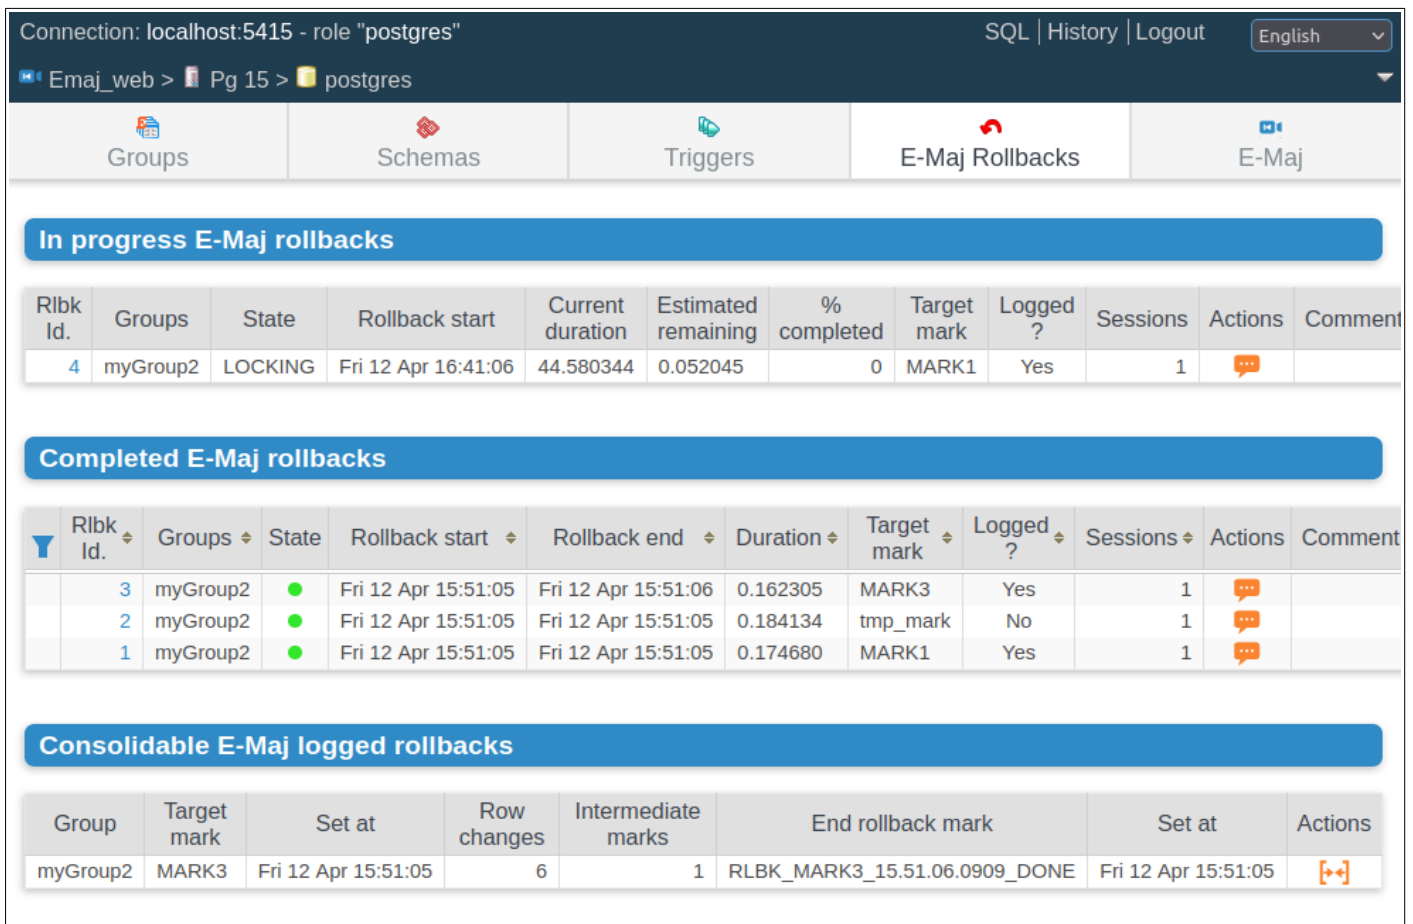 Connection: localhost:5415 - role "postgres"
SQL | History | Logout
English
Emaj_web > Pg 15 > postgres
Groups
Schemas
Triggers
E-Maj Rollbacks
E-Maj
In progress E-Maj rollbacks
Rlbk Id. Groups State Rollback start Current duration Estimated remaining % completed Target mark Logged ? Sessions Actions Comment
4 myGroup2 LOCKING Fri 12 Apr 16:41:06 44.580344 0.052045 0 MARK1 Yes 1
Completed E-Maj rollbacks
Rlbk Id. Groups State Rollback start Rollback end Duration Target mark Logged ? Sessions Actions Comment
3 myGroup2 Fri 12 Apr 15:51:05 Fri 12 Apr 15:51:06 0.162305 MARK3 Yes 1
2 myGroup2 Fri 12 Apr 15:51:05 Fri 12 Apr 15:51:05 0.184134 tmp_mark No 1
1 myGroup2 Fri 12 Apr 15:51:05 Fri 12 Apr 15:51:05 0.174680 MARK1 Yes 1
Consolidable E-Maj logged rollbacks
Group Target mark Set at Row changes Intermediate marks End rollback mark Set at Actions
myGroup2 MARK3 Fri 12 Apr 15:51:05 6 1 RLBK_MARK3_15.51.06.0909_DONE Fri 12 Apr 15:51:05